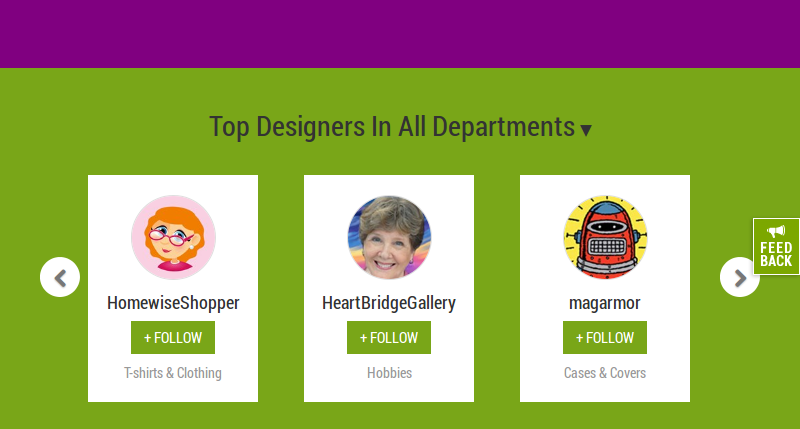 Top Designers In All Departments ▾
HomewiseShopper
+ FOLLOW
T-shirts & Clothing
HeartBridgeGallery
+ FOLLOW
Hobbies
magarmor
+ FOLLOW
Cases & Covers
FEED
BACK